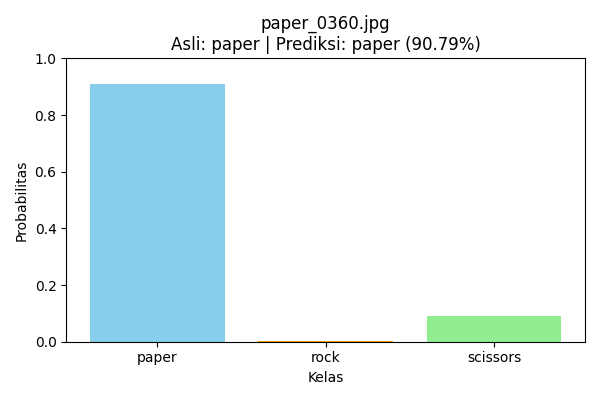 paper_0360.jpg
Asli: paper | Prediksi: paper (90.79%)
1.0
0.8
0.6
0.4
0.2
0.0
Probabilitas
paper rock scissors
Kelas